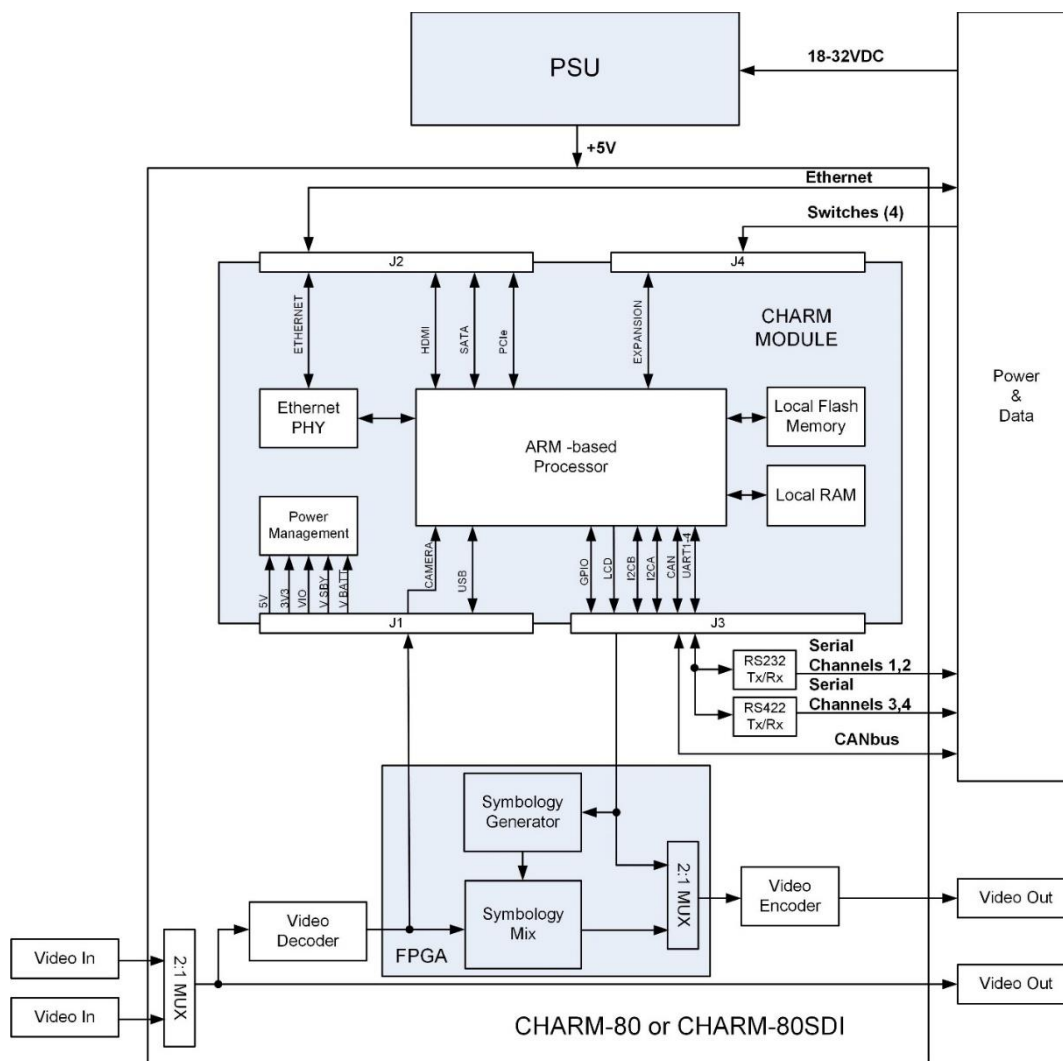 PSU
18-32VDC
+5V
Ethernet
Switches (4)
J2
J4
ETHERNET
HDMI
SATA
PCIe
EXPANSION
CHARM
MODULE
Power
&
Data
Ethernet
PHY
ARM -based
Processor
Local Flash
Memory
Local RAM
Power
Management
5V
3V3
VIO
V SBY
V BATT
CAMERA
USB
GPIO
LCD
I2CB
I2CA
CAN
UART1-4
J1
J3
RS232
Tx/Rx
Serial
Channels 1,2
RS422
Tx/Rx
Serial
Channels 3,4
CANbus
Symbology
Generator
2:1 MUX
Symbology
Mix
FPGA
Video
Decoder
Video
Encoder
Video Out
Video In
2:1 MUX
Video Out
Video In
CHARM-80 or CHARM-80SDI